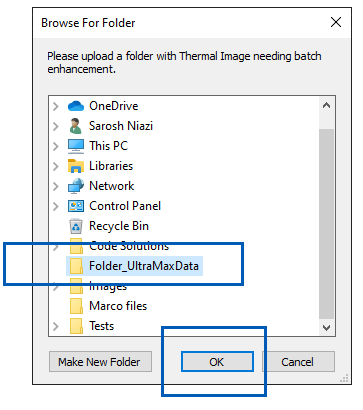 Browse For Folder
Please upload a folder with Thermal Image needing batch
enhancement.
OneDrive
Sarosh Niazi
This PC
Libraries
Network
Control Panel
Recycle Bin
Code Solutions
Folder_UltraMaxData
Images
Marco files
Tests
Make New Folder OK Cancel